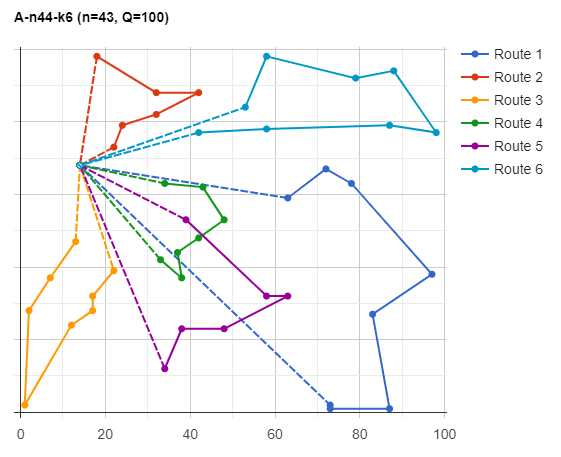 A-n44-k6 (n=43, Q=100)
Route 1
Route 2
Route 3
Route 4
Route 5
Route 6
0 20 40 60 80 100